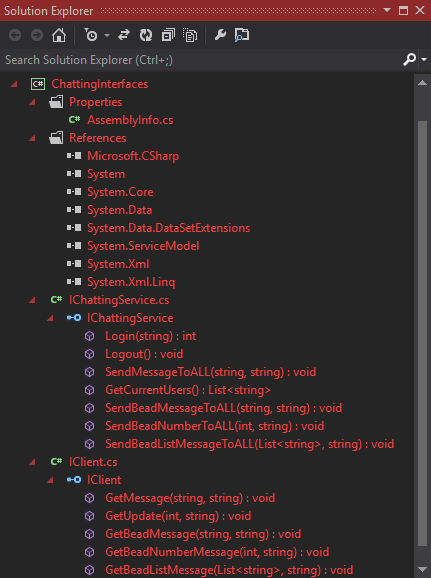 Solution Explorer
Search Solution Explorer (Ctrl+;)
C# ChattingInterfaces
Properties
C# AssemblyInfo.cs
References
Microsoft.CSharp
System
System.Core
System.Data
System.Data.DataSetExtensions
System.ServiceModel
System.Xml
System.Xml.Linq
C# IChattingService.cs
IChattingService
Login(string) : int
Logout() : void
SendMessageToALL(string, string) : void
GetCurrentUsers() : List<string>
SendBeadMessageToALL(string, string) : void
SendBeadNumberToALL(int, string) : void
SendBeadListMessageToALL(List<string>, string) : void
C# IClient.cs
IClient
GetMessage(string, string) : void
GetUpdate(int, string) : void
GetBeadMessage(string, string) : void
GetBeadNumberMessage(int, string) : void
GetBeadListMessage(List<string>, string) : void